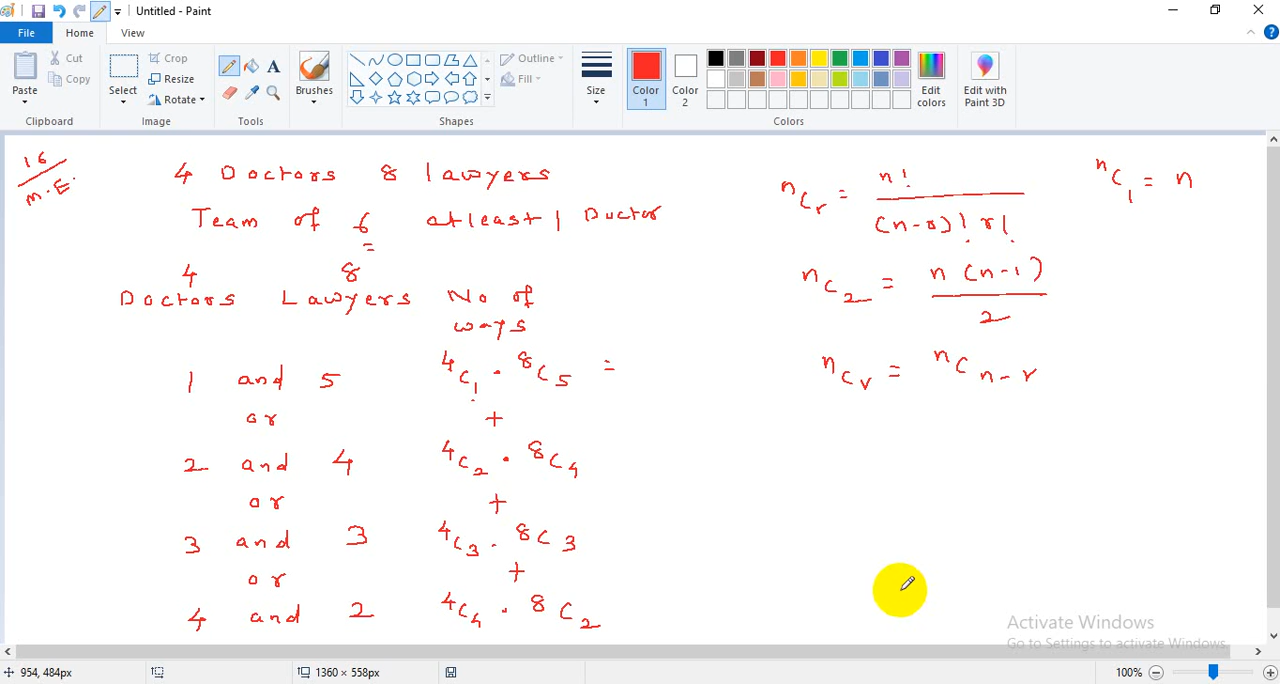 Untitled - Paint
File Home View
Paste Cut Copy
Clipboard
Select Crop Resize Rotate
Image
Tools
Brushes
Outline Fill
Shapes
Size
Color 1
Color 2
Edit colors
Colors
Edit with Paint 3D
16/M.E.
4 Doctors 8 lawyers
Team of 6 atleast 1 Doctor
4 8
Doctors Lawyers No of ways
1 and 5 ⁴C₁ · ⁸C₅ =
or +
2 and 4 ⁴C₂ · ⁸C₄
or +
3 and 3 ⁴C₃ · ⁸C₃
or +
4 and 2 ⁴C₄ · ⁸C₂
ⁿCᵣ = n! / (n-r)! r!
ⁿC₁ = n
ⁿC₂ = n (n-1) / 2
ⁿCᵣ = ⁿCₙ₋ᵣ
Activate Windows
Go to Settings to activate Windows.
954, 484px
1360 × 558px
100%